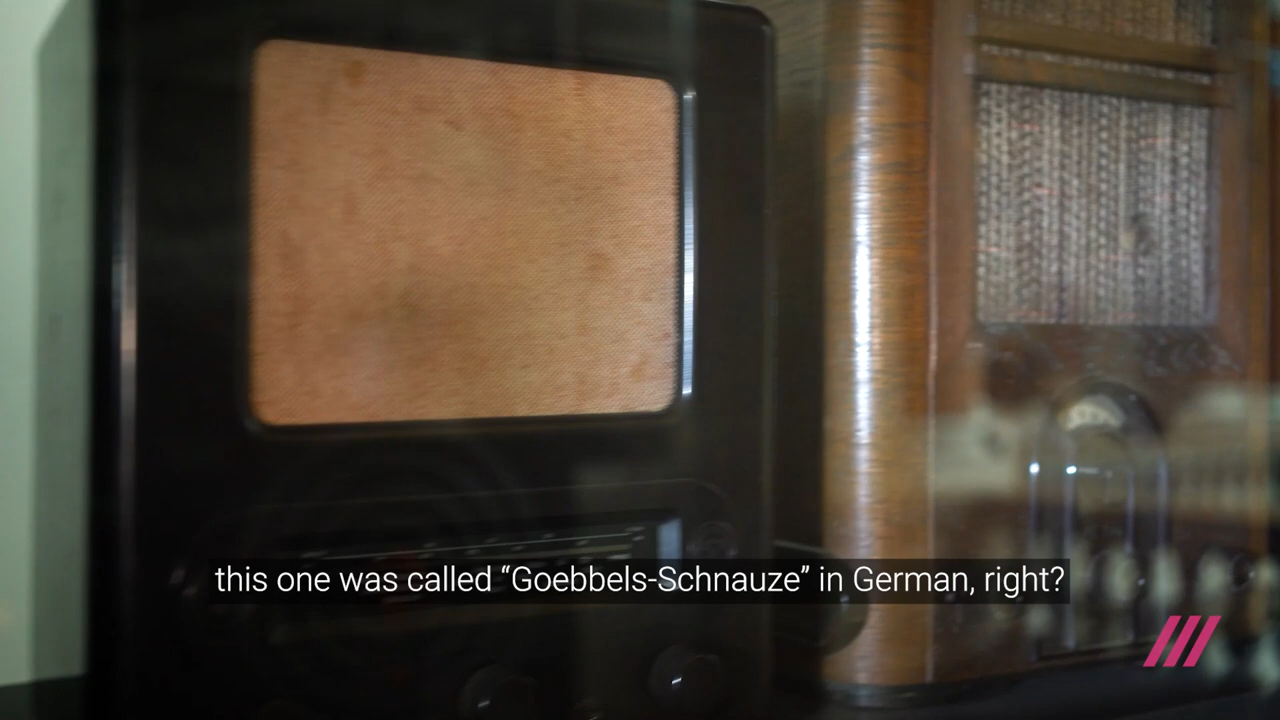 this one was called “Goebbels-Schnauze” in German, right?